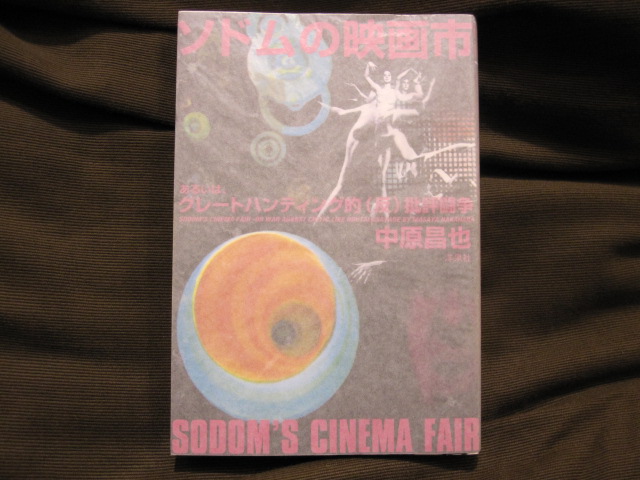 ソドムの映画市
あるいは、
グレートハンティング的(反)批評闘争
中原昌也
SODOM'S CINEMA FAIR